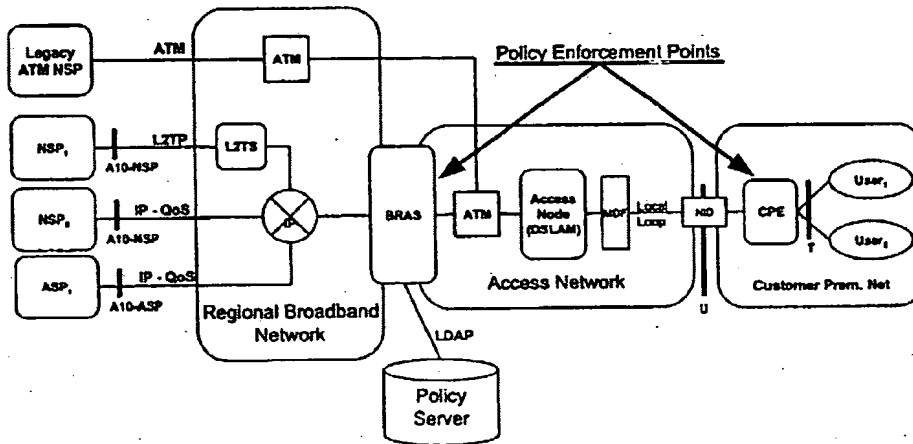 Legacy
ATM NSP
ATM
ATM
Policy Enforcement Points
NSP₁
L2TP
A10-NSP
L2TS
NSP₂
IP - QoS
A10-NSP
IP
ASP₁
IP - QoS
A10-ASP
Regional Broadband
Network
BRAS
ATM
Access
Node
(DSLAM)
MDF
Local
Loop
Access Network
NID
U
CPE
T
User₁
User₂
Customer Prem. Net
LDAP
Policy
Server